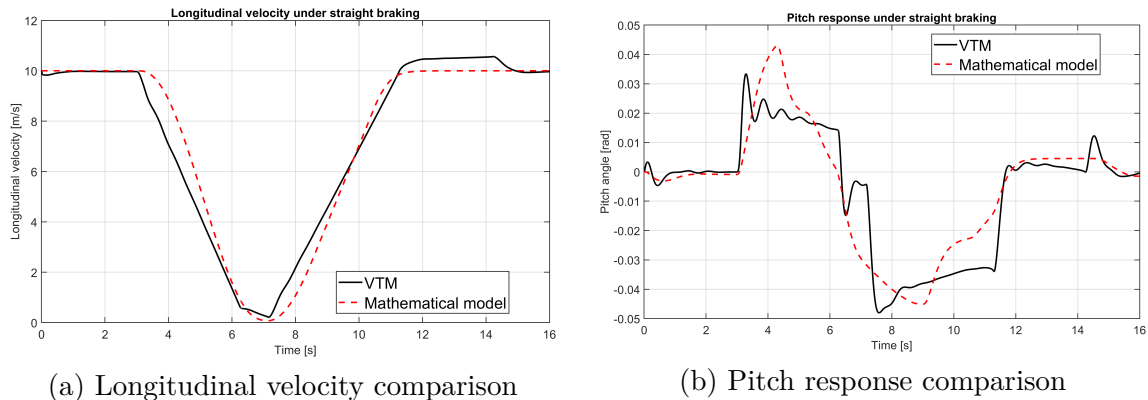 Longitudinal velocity under straight braking
12
10
8
6
4
2
0
Longitudinal velocity [m/s]
VTM
Mathematical model
0 2 4 6 8 10 12 14 16
Time [s]
(a) Longitudinal velocity comparison
Pitch response under straight braking
0.05
0.04
0.03
0.02
0.01
0
-0.01
-0.02
-0.03
-0.04
-0.05
Pitch angle [rad]
VTM
Mathematical model
0 2 4 6 8 10 12 14 16
Time [s]
(b) Pitch response comparison